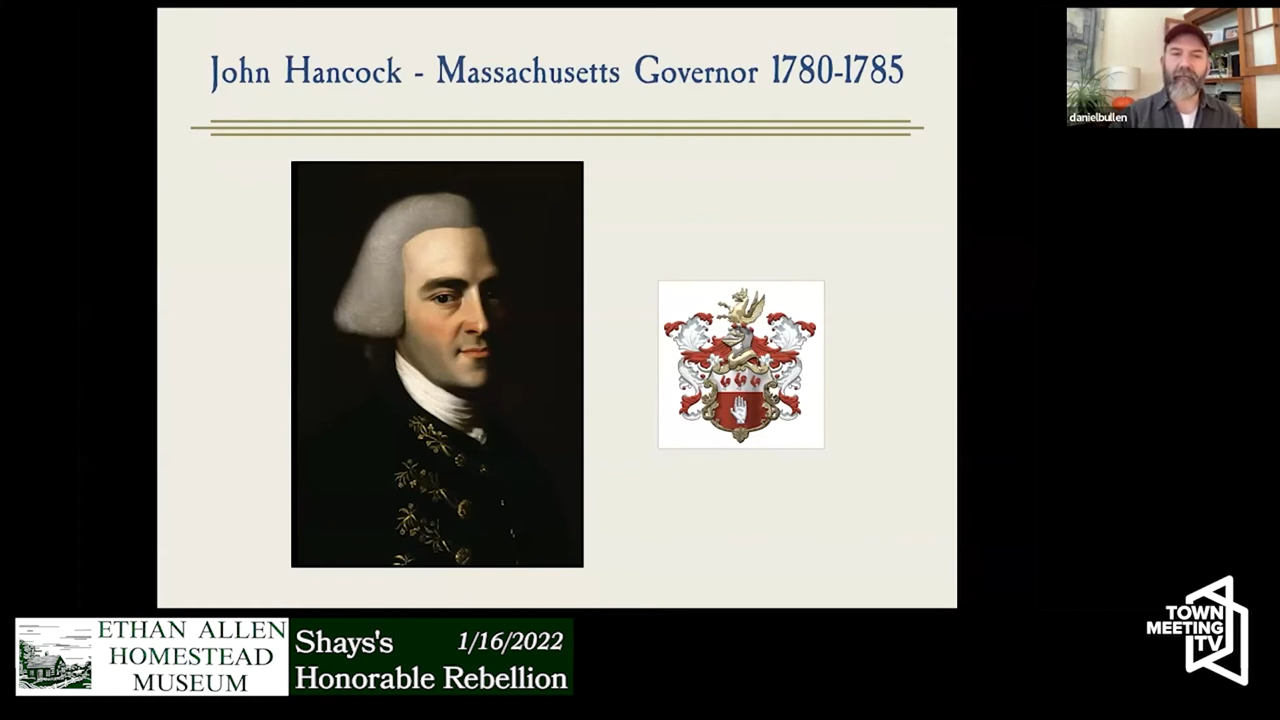 John Hancock - Massachusetts Governor 1780-1785
danielbullen
ETHAN ALLEN
HOMESTEAD
MUSEUM
Shays's 1/16/2022
Honorable Rebellion
TOWN
MEETING
TV